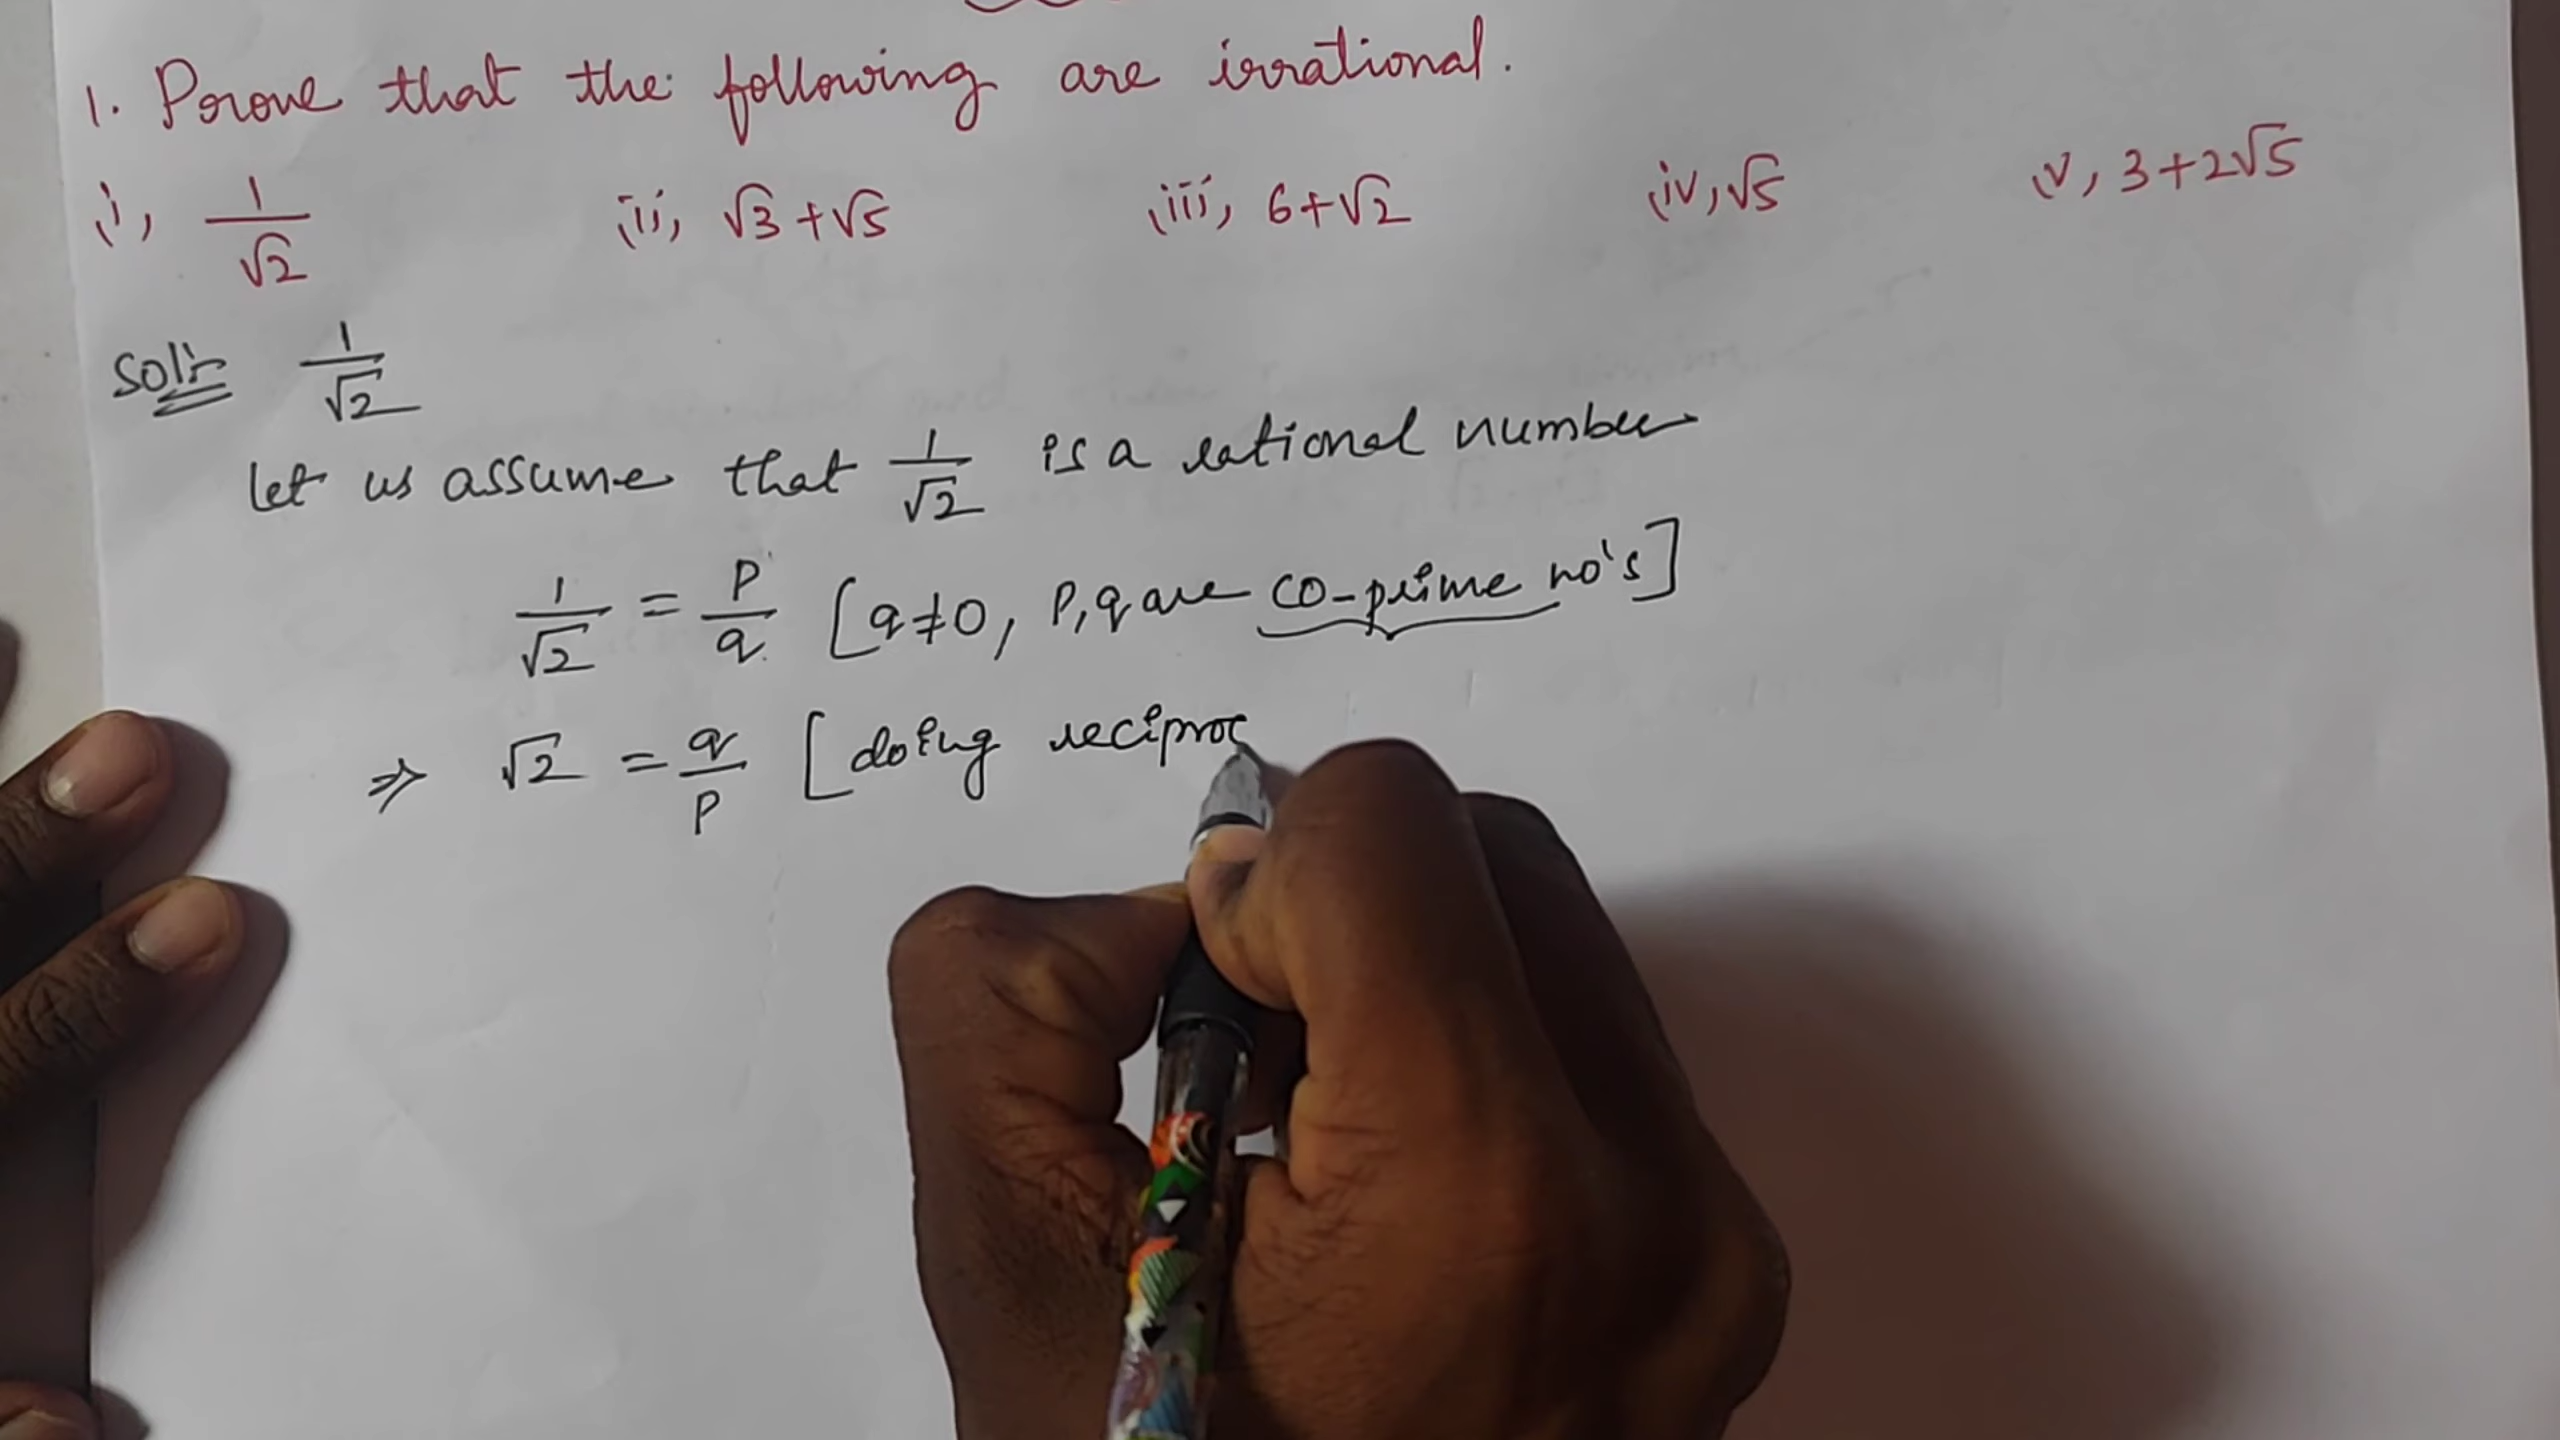 1. Prove that the following are irrational.
(i, 1/√2 (ii, √3+√5 (iii, 6+√2 (iv, √5 (v, 3+2√5
Sol:- 1/√2
Let us assume that 1/√2 is a rational number
1/√2 = P/q [q≠0, P,q are co-prime no's]
⇒ √2 = q/P [doing reciproc